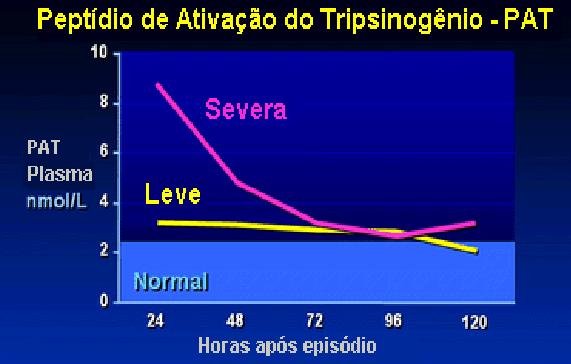 Peptídio de Ativação do Tripsinogênio - PAT
10
8
6
4
2
0
PAT
Plasma
nmol/L
Severa
Leve
Normal
24 48 72 96 120
Horas após episódio